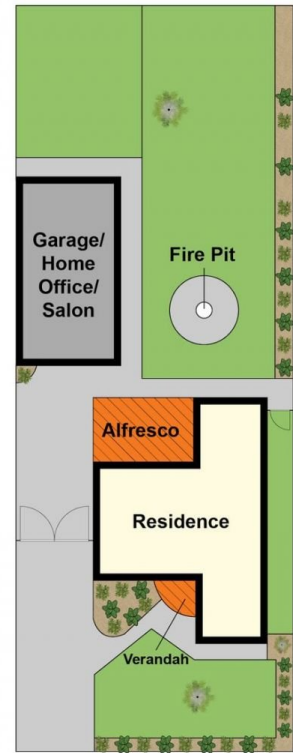 Garage/
Home
Office/
Salon
Fire Pit
Alfresco
Residence
Verandah